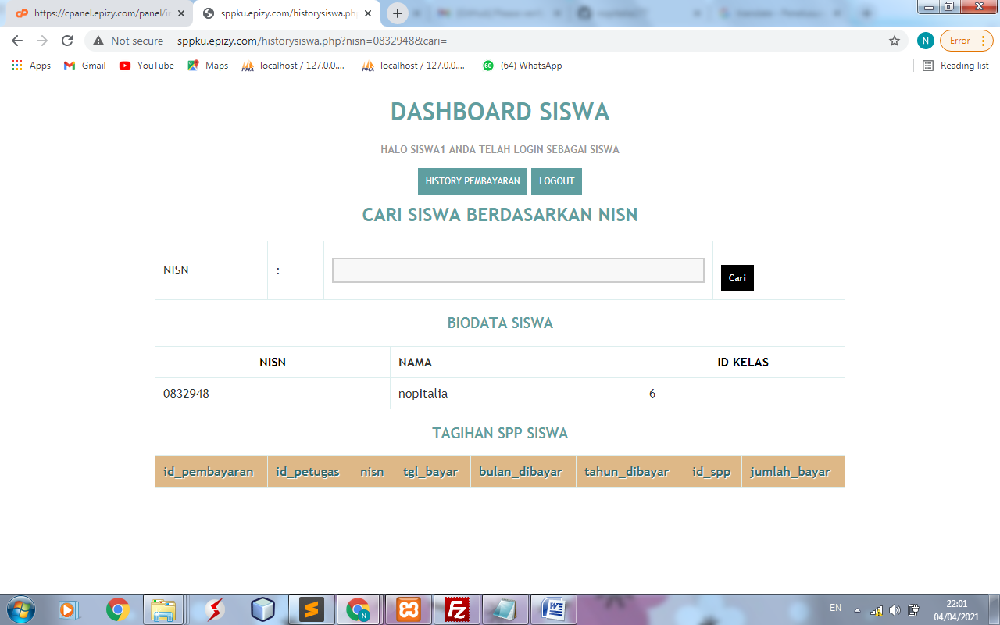 https://cpanel.epizy.com/panel/in
sppku.epizy.com/historysiswa.php
Not secure
sppku.epizy.com/historysiswa.php?nisn=0832948&cari=
N
Error
Apps
Gmail
YouTube
Maps
localhost / 127.0.0....
localhost / 127.0.0....
(64) WhatsApp
Reading list
DASHBOARD SISWA
HALO SISWA1 ANDA TELAH LOGIN SEBAGAI SISWA
HISTORY PEMBAYARAN LOGOUT
CARI SISWA BERDASARKAN NISN
NISN : Cari
BIODATA SISWA
NISN NAMA ID KELAS
0832948 nopitalia 6
TAGIHAN SPP SISWA
id_pembayaran id_petugas nisn tgl_bayar bulan_dibayar tahun_dibayar id_spp jumlah_bayar
EN
22:01
04/04/2021